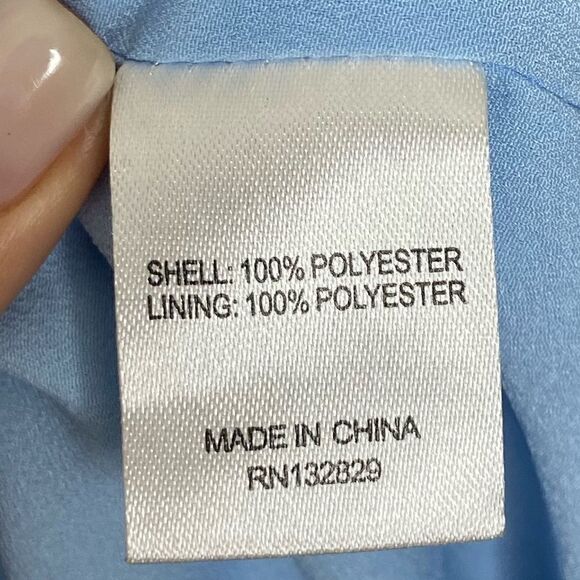 SHELL: 100% POLYESTER
LINING: 100% POLYESTER
MADE IN CHINA
RN132829